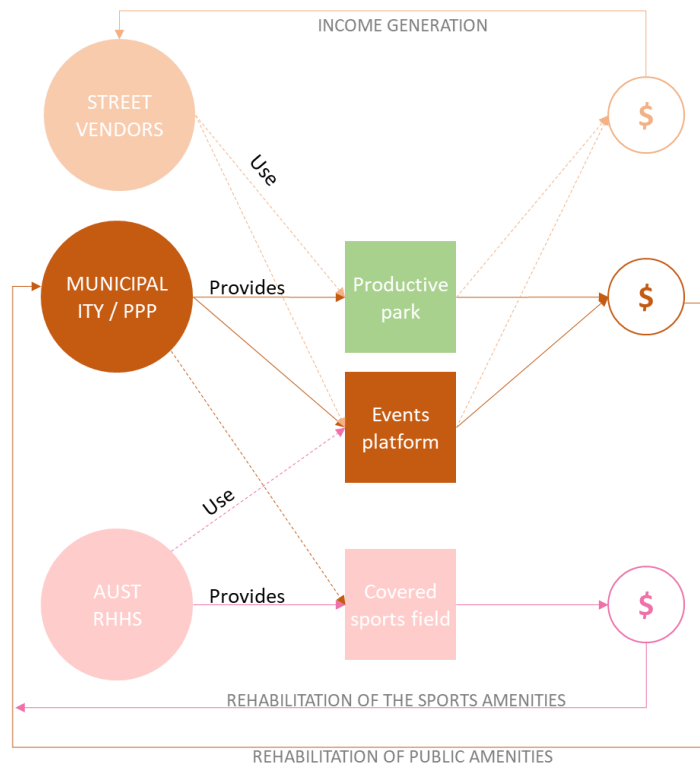 INCOME GENERATION
STREET
VENDORS
$
Use
MUNICIPAL
ITY / PPP
Provides
Productive
park
$
Events
platform
Use
AUST
RHHS
Provides
Covered
sports field
$
REHABILITATION OF THE SPORTS AMENITIES
REHABILITATION OF PUBLIC AMENITIES